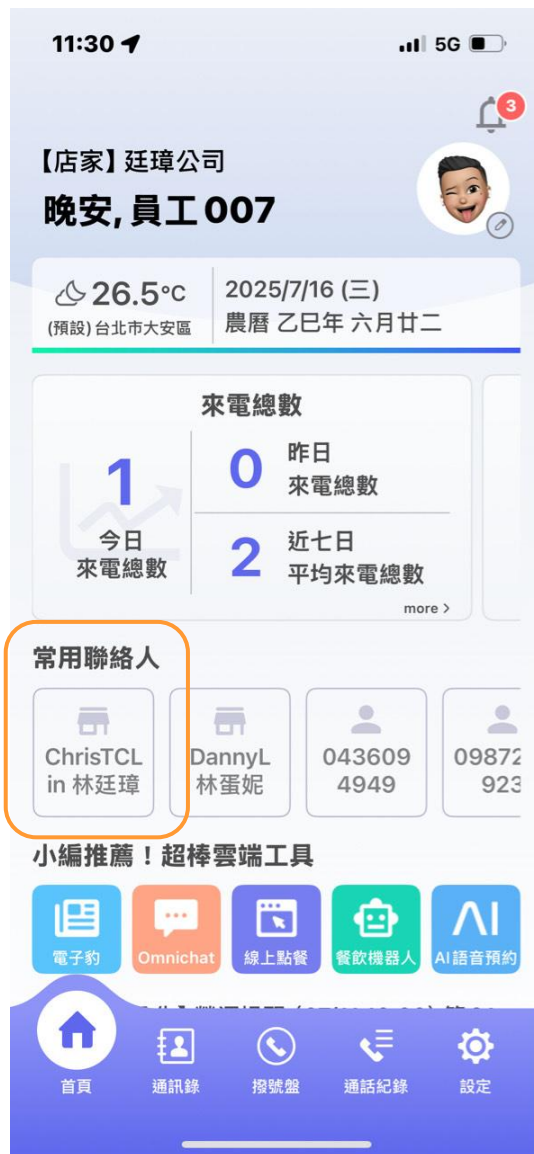 11:30
5G
3
【店家】廷璋公司
晚安, 員工 007
26.5°C
2025/7/16 (三)
(預設) 台北市大安區
農曆 乙巳年 六月廿二
來電總數
1
今日
來電總數
0
昨日
來電總數
2
近七日
平均來電總數
more >
常用聯絡人
ChrisTCL
in 林廷璋
DannyL
林蛋妮
043609
4949
09872
923
小編推薦！超棒雲端工具
電子豹
Omnichat
線上點餐
餐飲機器人
AI
AI語音預約
首頁
通訊錄
撥號盤
通話紀錄
設定